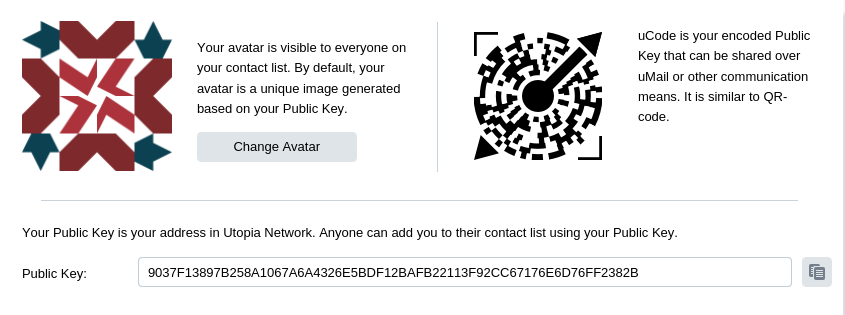 Your avatar is visible to everyone on
your contact list. By default, your
avatar is a unique image generated
based on your Public Key.
Change Avatar
uCode is your encoded Public
Key that can be shared over
uMail or other communication
means. It is similar to QR-
code.
Your Public Key is your address in Utopia Network. Anyone can add you to their contact list using your Public Key.
Public Key:
9037F13897B258A1067A6A4326E5BDF12BAFB22113F92CC67176E6D76FF2382B